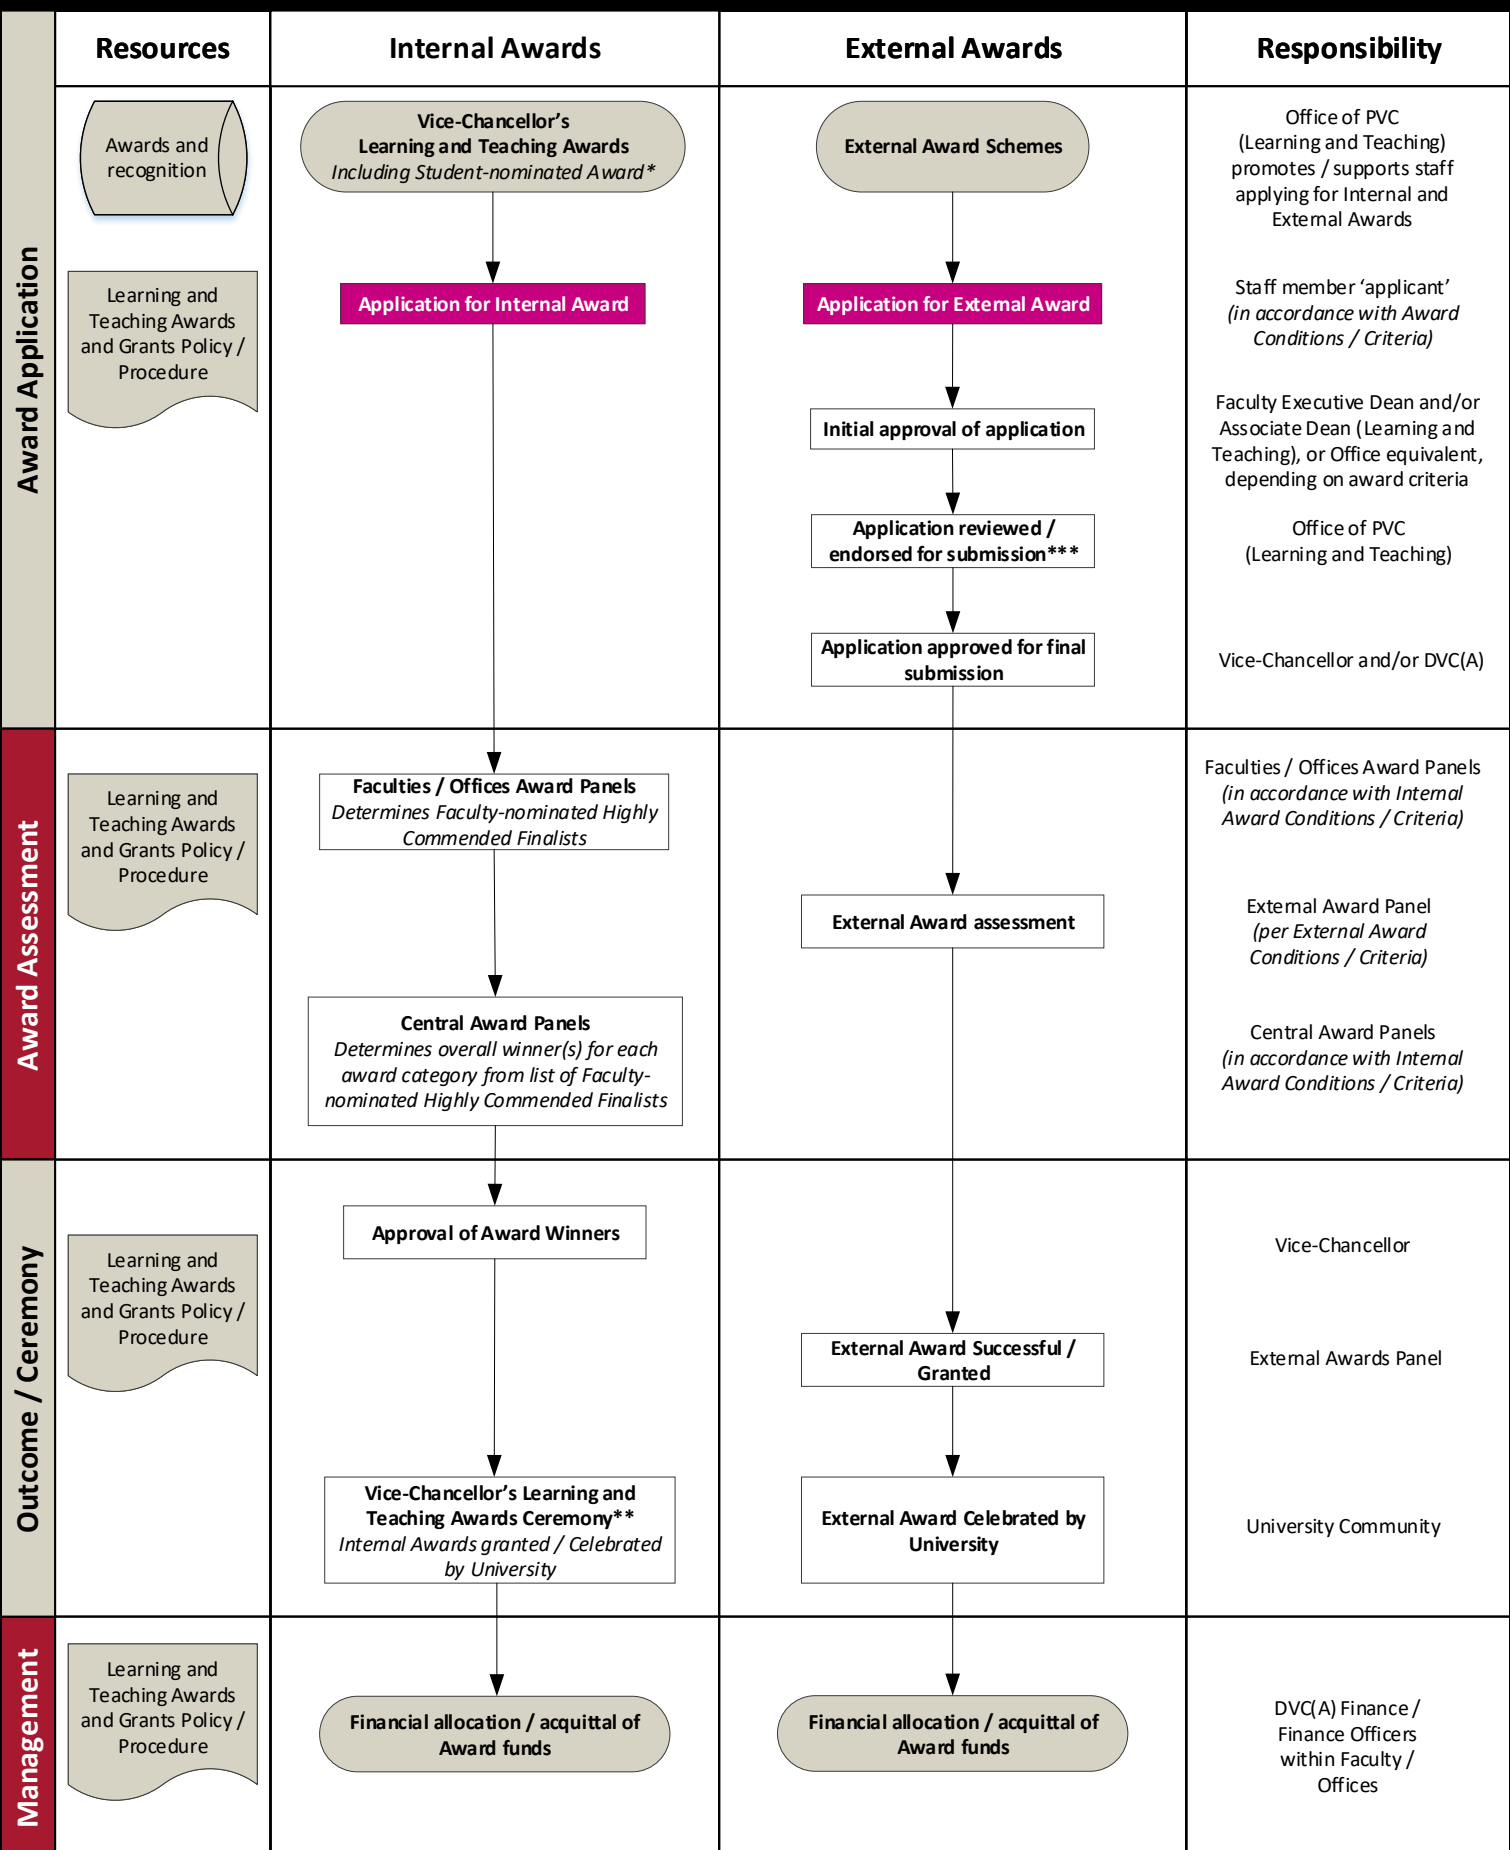 Resources
Internal Awards
External Awards
Responsibility
Award Application
Awards and
recognition
Vice-Chancellor’s
Learning and Teaching Awards
Including Student-nominated Award*
External Award Schemes
Office of PVC
(Learning and Teaching)
promotes / supports staff
applying for Internal and
External Awards
Learning and
Teaching Awards
and Grants Policy /
Procedure
Application for Internal Award
Application for External Award
Staff member ‘applicant’
(in accordance with Award
Conditions / Criteria)
Initial approval of application
Faculty Executive Dean and/or
Associate Dean (Learning and
Teaching), or Office equivalent,
depending on award criteria
Application reviewed /
endorsed for submission***
Office of PVC
(Learning and Teaching)
Application approved for final
submission
Vice-Chancellor and/or DVC(A)
Award Assessment
Learning and
Teaching Awards
and Grants Policy /
Procedure
Faculties / Offices Award Panels
Determines Faculty-nominated Highly
Commended Finalists
Faculties / Offices Award Panels
(in accordance with Internal
Award Conditions / Criteria)
External Award assessment
External Award Panel
(per External Award
Conditions / Criteria)
Central Award Panels
Determines overall winner(s) for each
award category from list of Faculty-
nominated Highly Commended Finalists
Central Award Panels
(in accordance with Internal
Award Conditions / Criteria)
Outcome / Ceremony
Learning and
Teaching Awards
and Grants Policy /
Procedure
Approval of Award Winners
Vice-Chancellor
External Award Successful /
Granted
External Awards Panel
Vice-Chancellor’s Learning and
Teaching Awards Ceremony**
Internal Awards granted / Celebrated
by University
External Award Celebrated by
University
University Community
Management
Learning and
Teaching Awards
and Grants Policy /
Procedure
Financial allocation / acquittal of
Award funds
Financial allocation / acquittal of
Award funds
DVC(A) Finance /
Finance Officers
within Faculty /
Offices